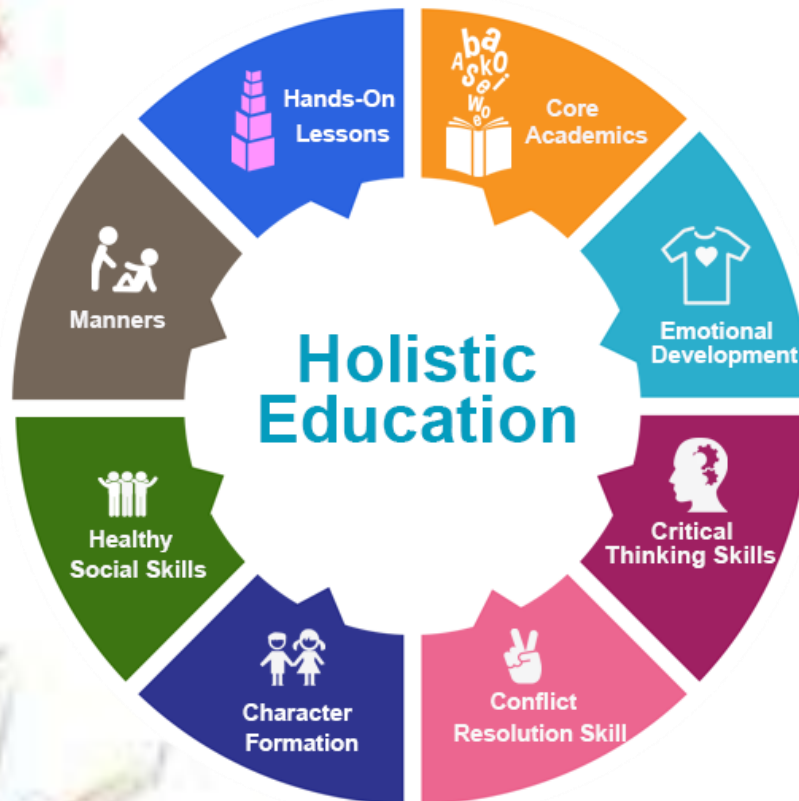 Holistic
Education
Core
Academics
Emotional
Development
Critical
Thinking Skills
Conflict
Resolution Skill
Character
Formation
Healthy
Social Skills
Manners
Hands-On
Lessons